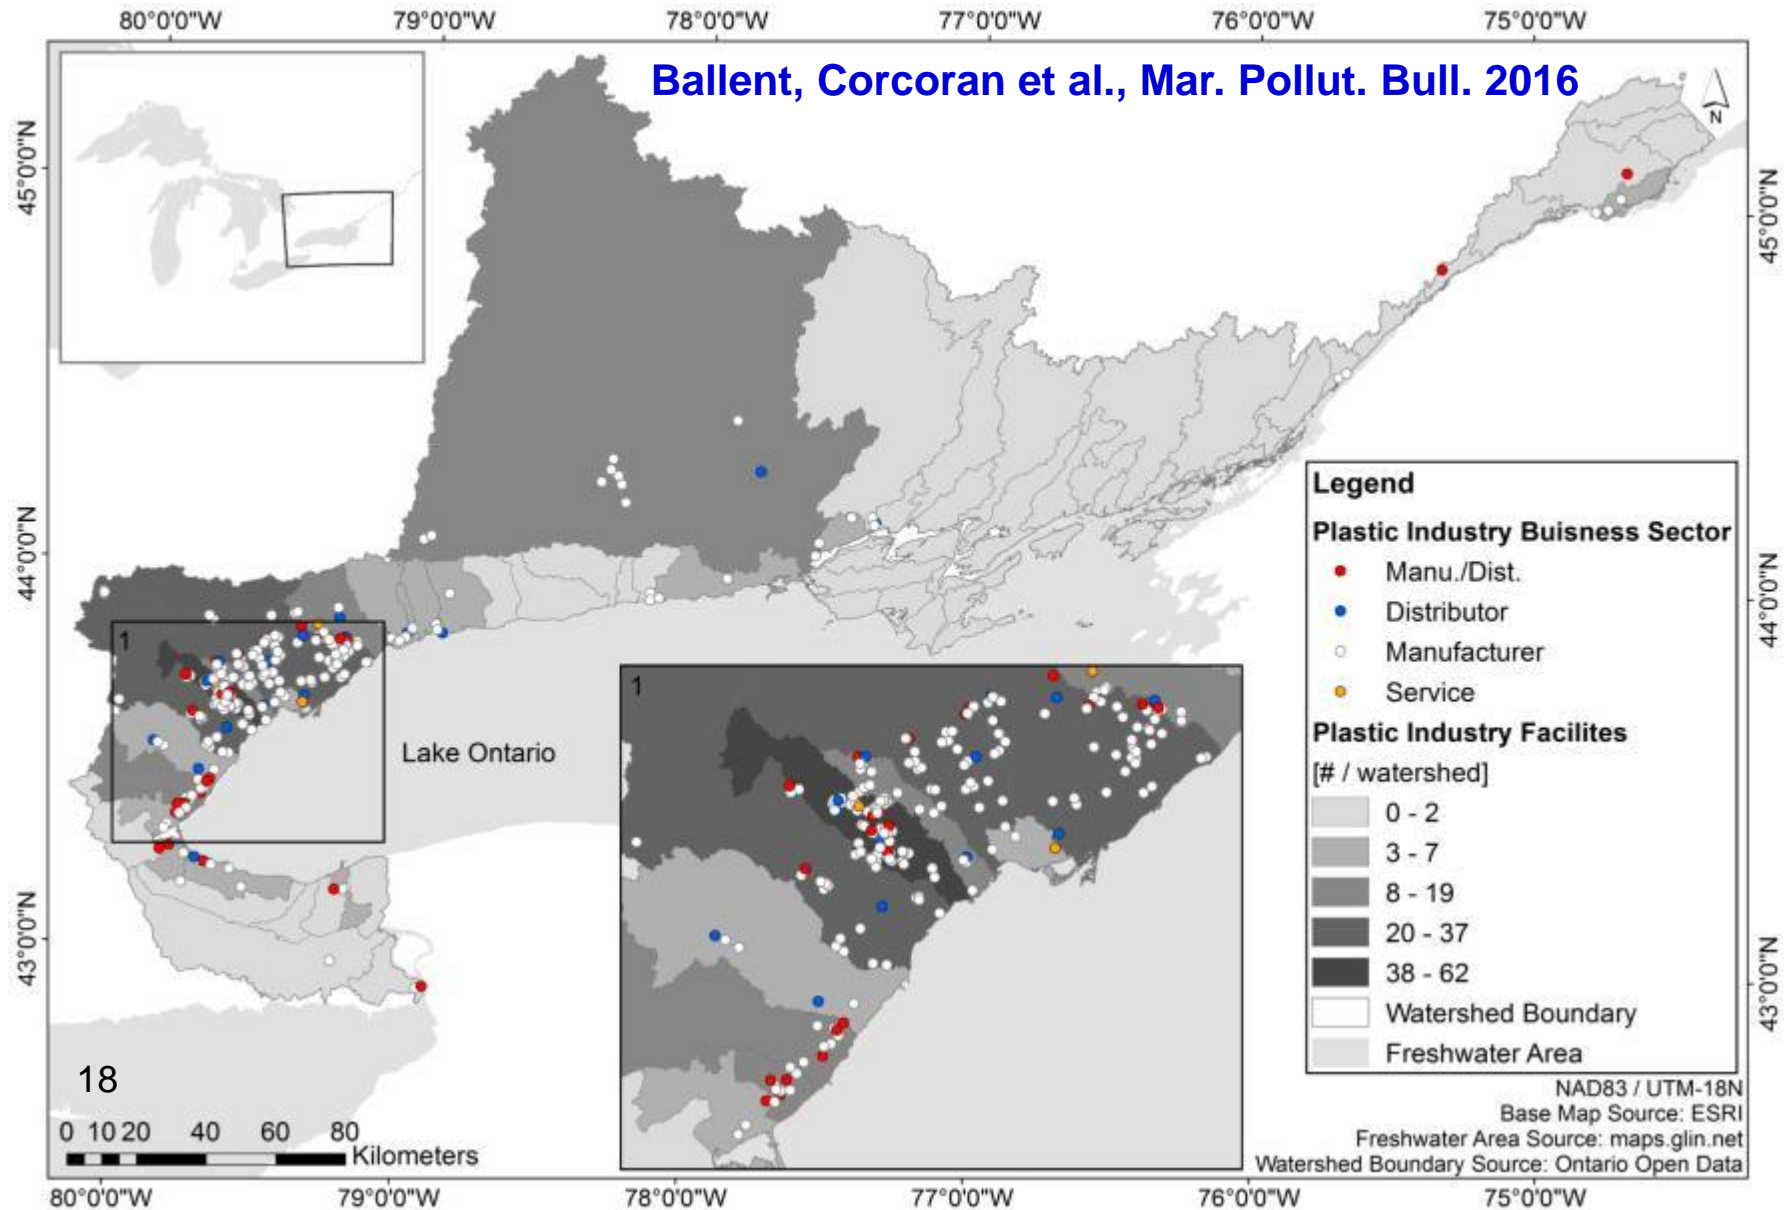 80°0'0"W 79°0'0"W 78°0'0"W 77°0'0"W 76°0'0"W 75°0'0"W
Ballent, Corcoran et al., Mar. Pollut. Bull. 2016
N
45°0'0"N
45°0'0"N
44°0'0"N
44°0'0"N
43°0'0"N
43°0'0"N
1
Lake Ontario
1
Legend
Plastic Industry Buisness Sector
Manu./Dist.
Distributor
Manufacturer
Service
Plastic Industry Facilites
[# / watershed]
0 - 2
3 - 7
8 - 19
20 - 37
38 - 62
Watershed Boundary
Freshwater Area
NAD83 / UTM-18N
Base Map Source: ESRI
Freshwater Area Source: maps.glin.net
Watershed Boundary Source: Ontario Open Data
18
0 10 20 40 60 80
Kilometers
80°0'0"W 79°0'0"W 78°0'0"W 77°0'0"W 76°0'0"W 75°0'0"W